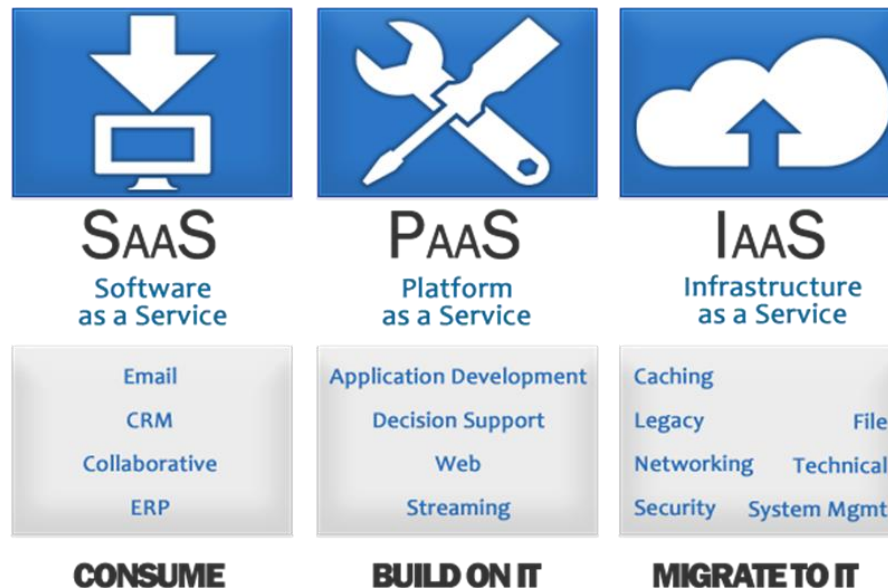 SAAS
Software
as a Service
Email
CRM
Collaborative
ERP
CONSUME
PAAS
Platform
as a Service
Application Development
Decision Support
Web
Streaming
BUILD ON IT
IAAS
Infrastructure
as a Service
Caching
Legacy File
Networking Technical
Security System Mgmt
MIGRATE TO IT